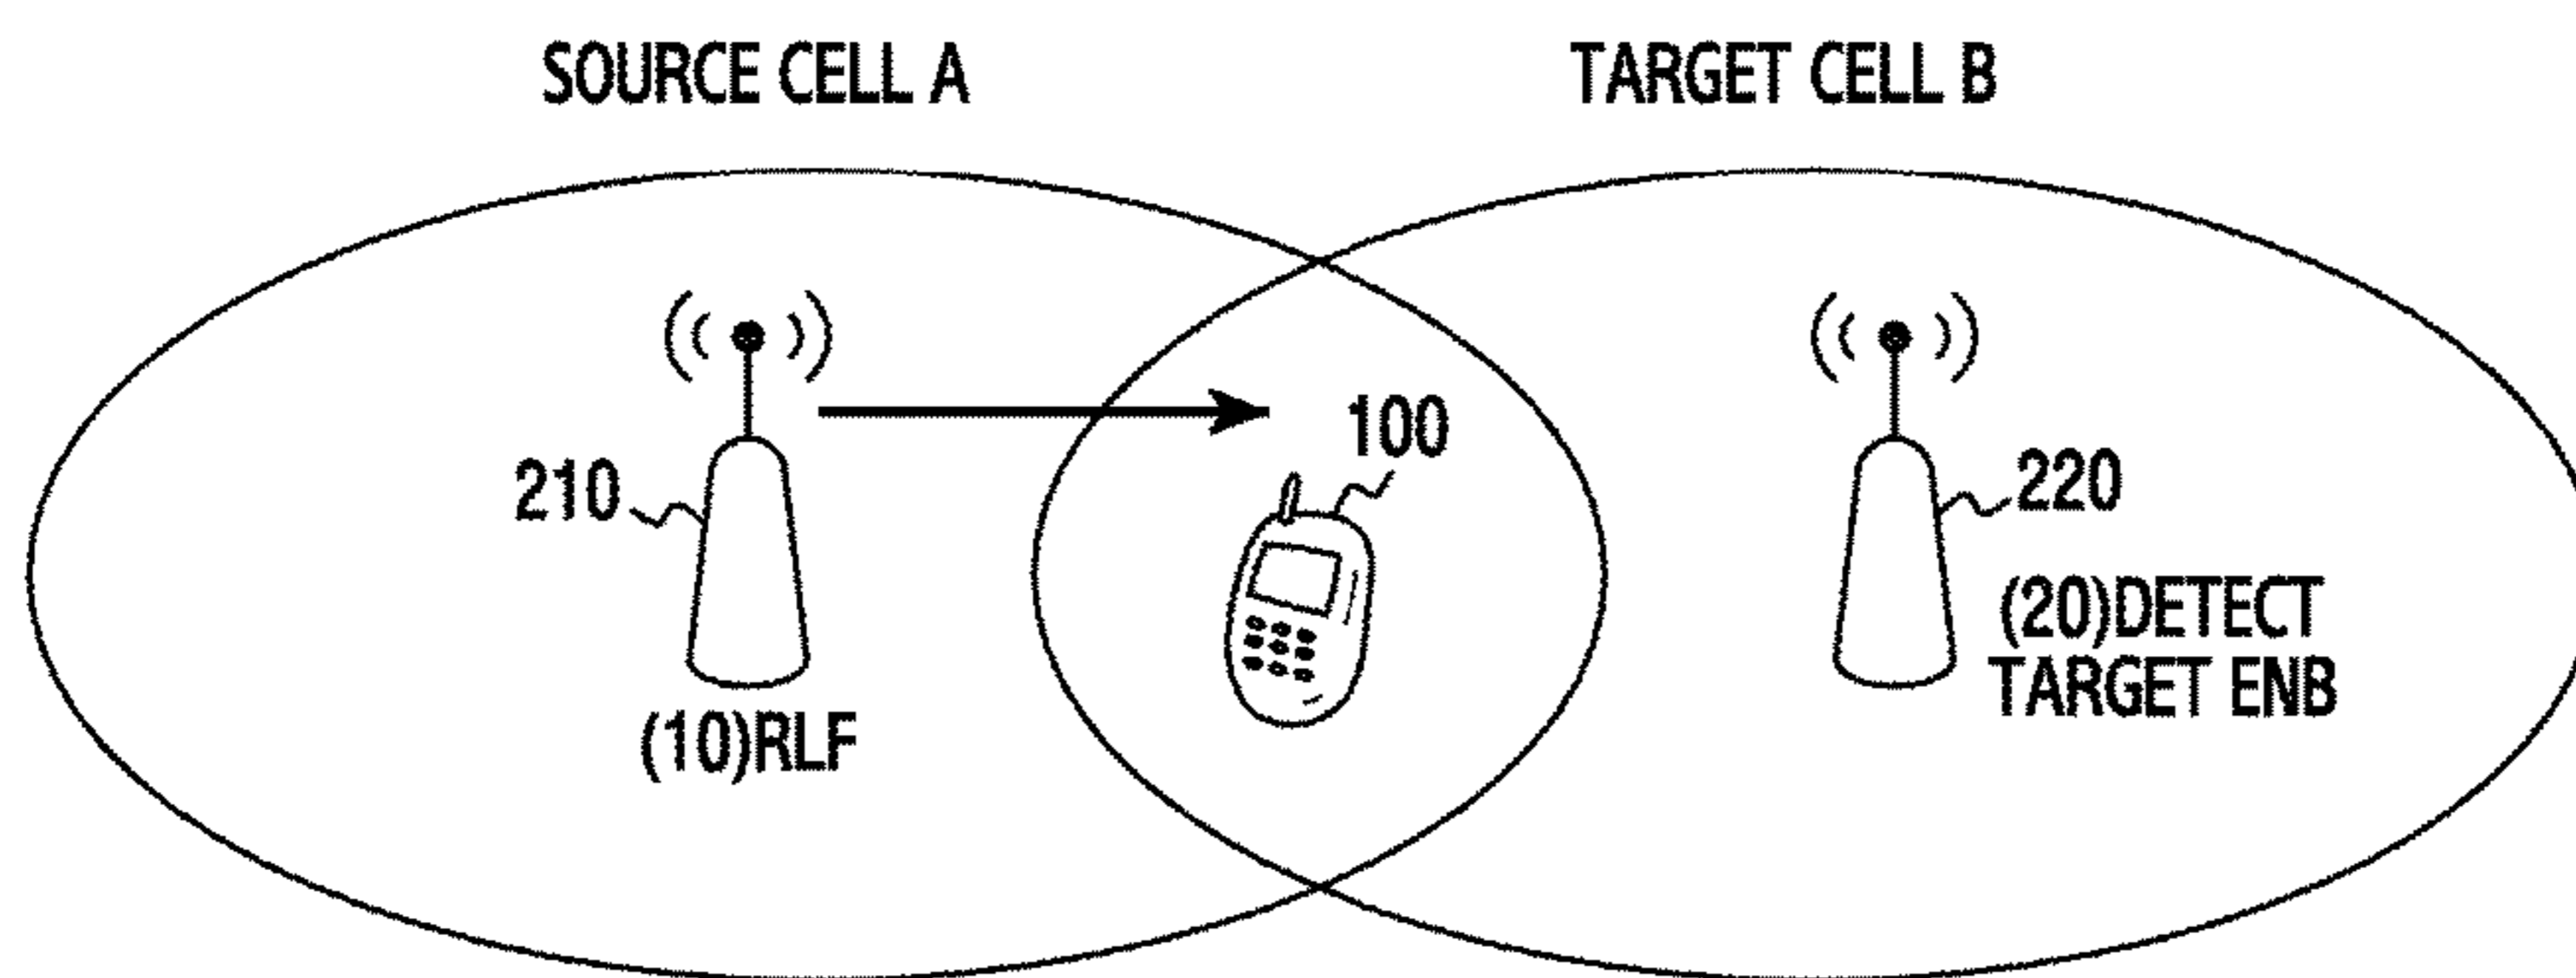 SOURCE CELL A
TARGET CELL B
100
210
220
(20)DETECT
TARGET ENB
(10)RLF